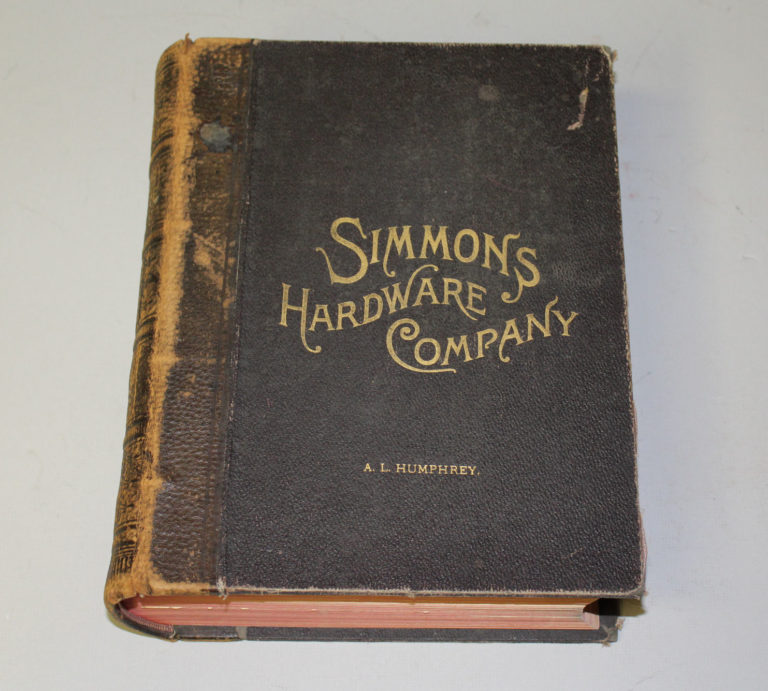 SIMMONS
HARDWARE
COMPANY
A. L. HUMPHREY.